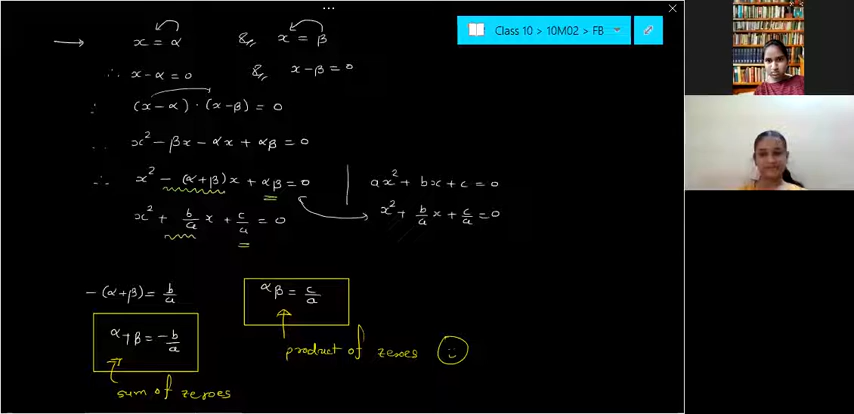 x = α & x = β
∴ x - α = 0 & x - β = 0
∴ (x - α) · (x - β) = 0
∴ x² - βx - αx + αβ = 0
∴ x² - (α+β)x + αβ = 0
x² + b/a x + c/a = 0
ax² + bx + c = 0
x² + b/a x + c/a = 0
-(α+β) = b/a
α+β = -b/a
sum of zeroes
αβ = c/a
product of zeroes
Class 10 > 10M02 > FB